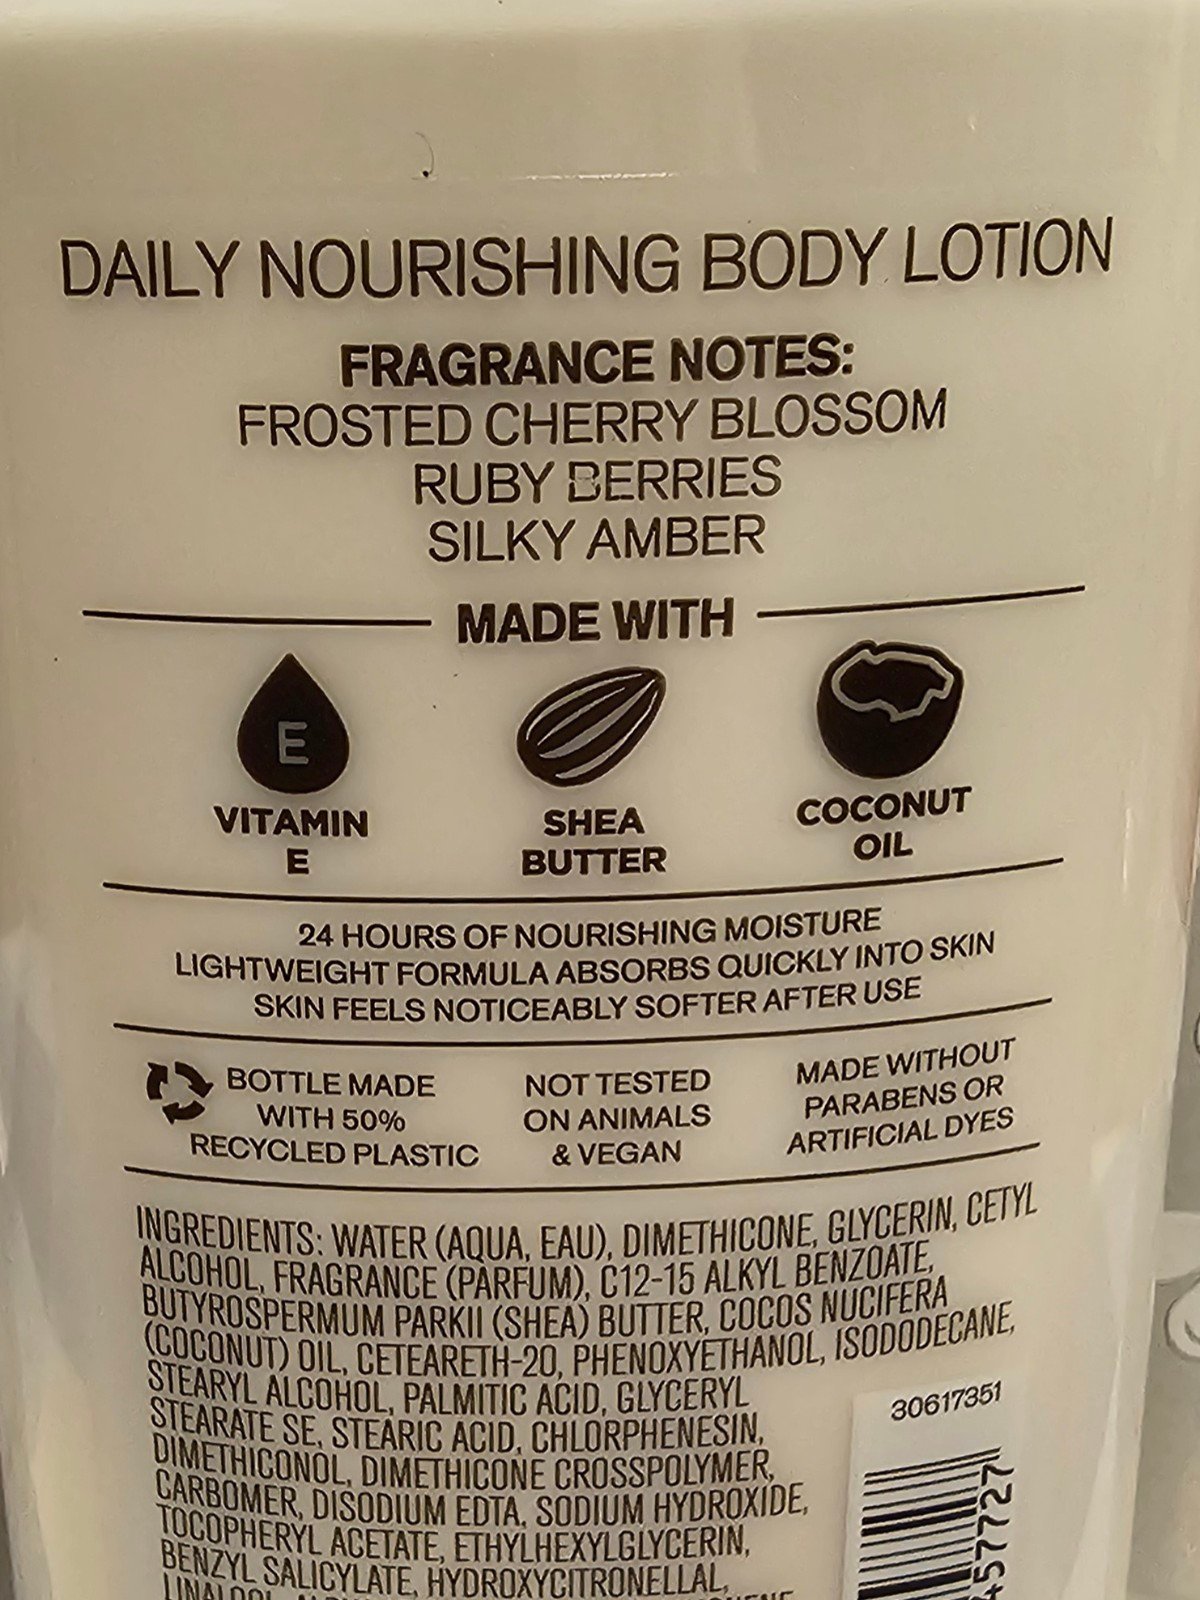 DAILY NOURISHING BODY LOTION
FRAGRANCE NOTES:
FROSTED CHERRY BLOSSOM
RUBY BERRIES
SILKY AMBER
MADE WITH
E
VITAMIN
E
SHEA
BUTTER
COCONUT
OIL
24 HOURS OF NOURISHING MOISTURE
LIGHTWEIGHT FORMULA ABSORBS QUICKLY INTO SKIN
SKIN FEELS NOTICEABLY SOFTER AFTER USE
BOTTLE MADE
WITH 50%
RECYCLED PLASTIC
NOT TESTED
ON ANIMALS
& VEGAN
MADE WITHOUT
PARABENS OR
ARTIFICIAL DYES
INGREDIENTS: WATER (AQUA, EAU), DIMETHICONE, GLYCERIN, CETYL
ALCOHOL, FRAGRANCE (PARFUM), C12-15 ALKYL BENZOATE,
BUTYROSPERMUM PARKII (SHEA) BUTTER, COCOS NUCIFERA
(COCONUT) OIL, CETEARETH-20, PHENOXYETHANOL, ISODODECANE,
STEARYL ALCOHOL, PALMITIC ACID, GLYCERYL
STEARATE SE, STEARIC ACID, CHLORPHENESIN,
DIMETHICONOL, DIMETHICONE CROSSPOLYMER,
CARBOMER, DISODIUM EDTA, SODIUM HYDROXIDE,
TOCOPHERYL ACETATE, ETHYLHEXYLGLYCERIN,
BENZYL SALICYLATE, HYDROXYCITRONELLAL,
LINALOOL,
30617351
457727